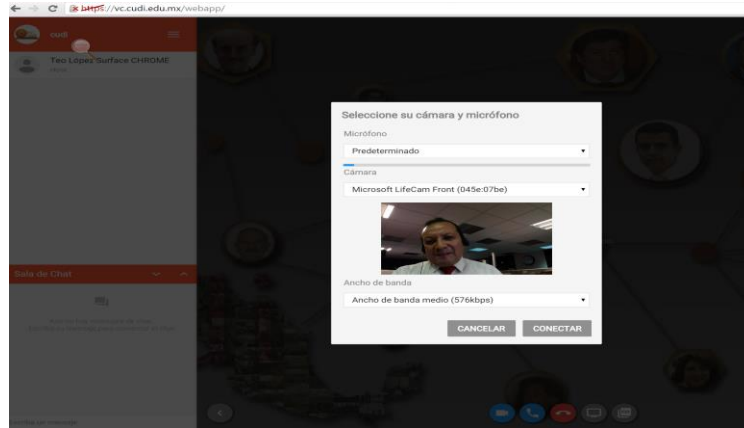 https://vc.cudi.edu.mx/webapp/
cudi
Teo Lopez Surface CHROME
Seleccione su cámara y micrófono
Micrófono
Predeterminado
Cámara
Microsoft LifeCam Front (045e:07be)
Ancho de banda
Ancho de banda medio (576kbps)
CANCELAR CONECTAR
Sala de Chat